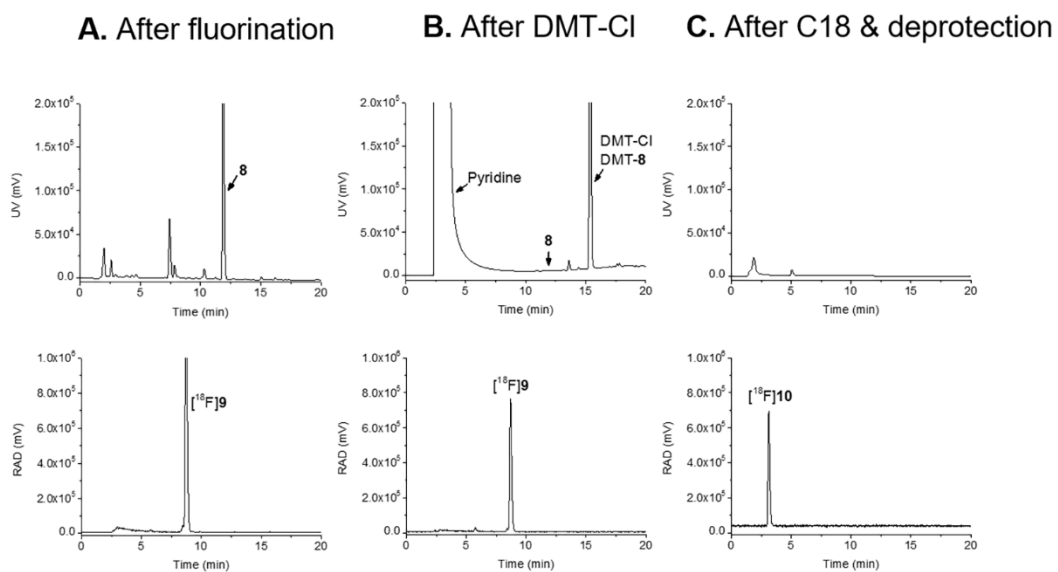 A. After fluorination
B. After DMT-Cl
C. After C18 & deprotection
2.0x10⁵
1.5x10⁵
1.0x10⁵
5.0x10⁴
0.0
UV (mV)
8
0
5
10
15
20
Time (min)
2.0x10⁵
1.5x10⁵
1.0x10⁵
5.0x10⁴
0.0
UV (mV)
Pyridine
8
DMT-Cl
DMT-8
0
5
10
15
20
Time (min)
2.0x10⁵
1.5x10⁵
1.0x10⁵
5.0x10⁴
0.0
UV (mV)
0
5
10
15
20
Time (min)
1.0x10⁶
8.0x10⁵
6.0x10⁵
4.0x10⁵
2.0x10⁵
0.0
RAD (mV)
[¹⁸F]9
0
5
10
15
20
Time (min)
1.0x10⁶
8.0x10⁵
6.0x10⁵
4.0x10⁵
2.0x10⁵
0.0
RAD (mV)
[¹⁸F]9
0
5
10
15
20
Time (min)
1.0x10⁶
8.0x10⁵
6.0x10⁵
4.0x10⁵
2.0x10⁵
0.0
RAD (mV)
[¹⁸F]10
0
5
10
15
20
Time (min)